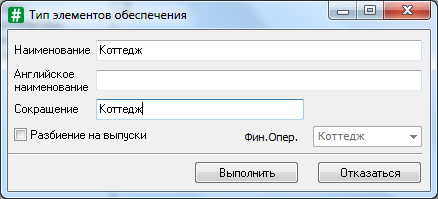 Тип элементов обеспечения
Наименование Коттедж
Английское
наименование
Сокращение Коттедж
Разбиение на выпуски Фин.Опер. Коттедж
Выполнить Отказаться